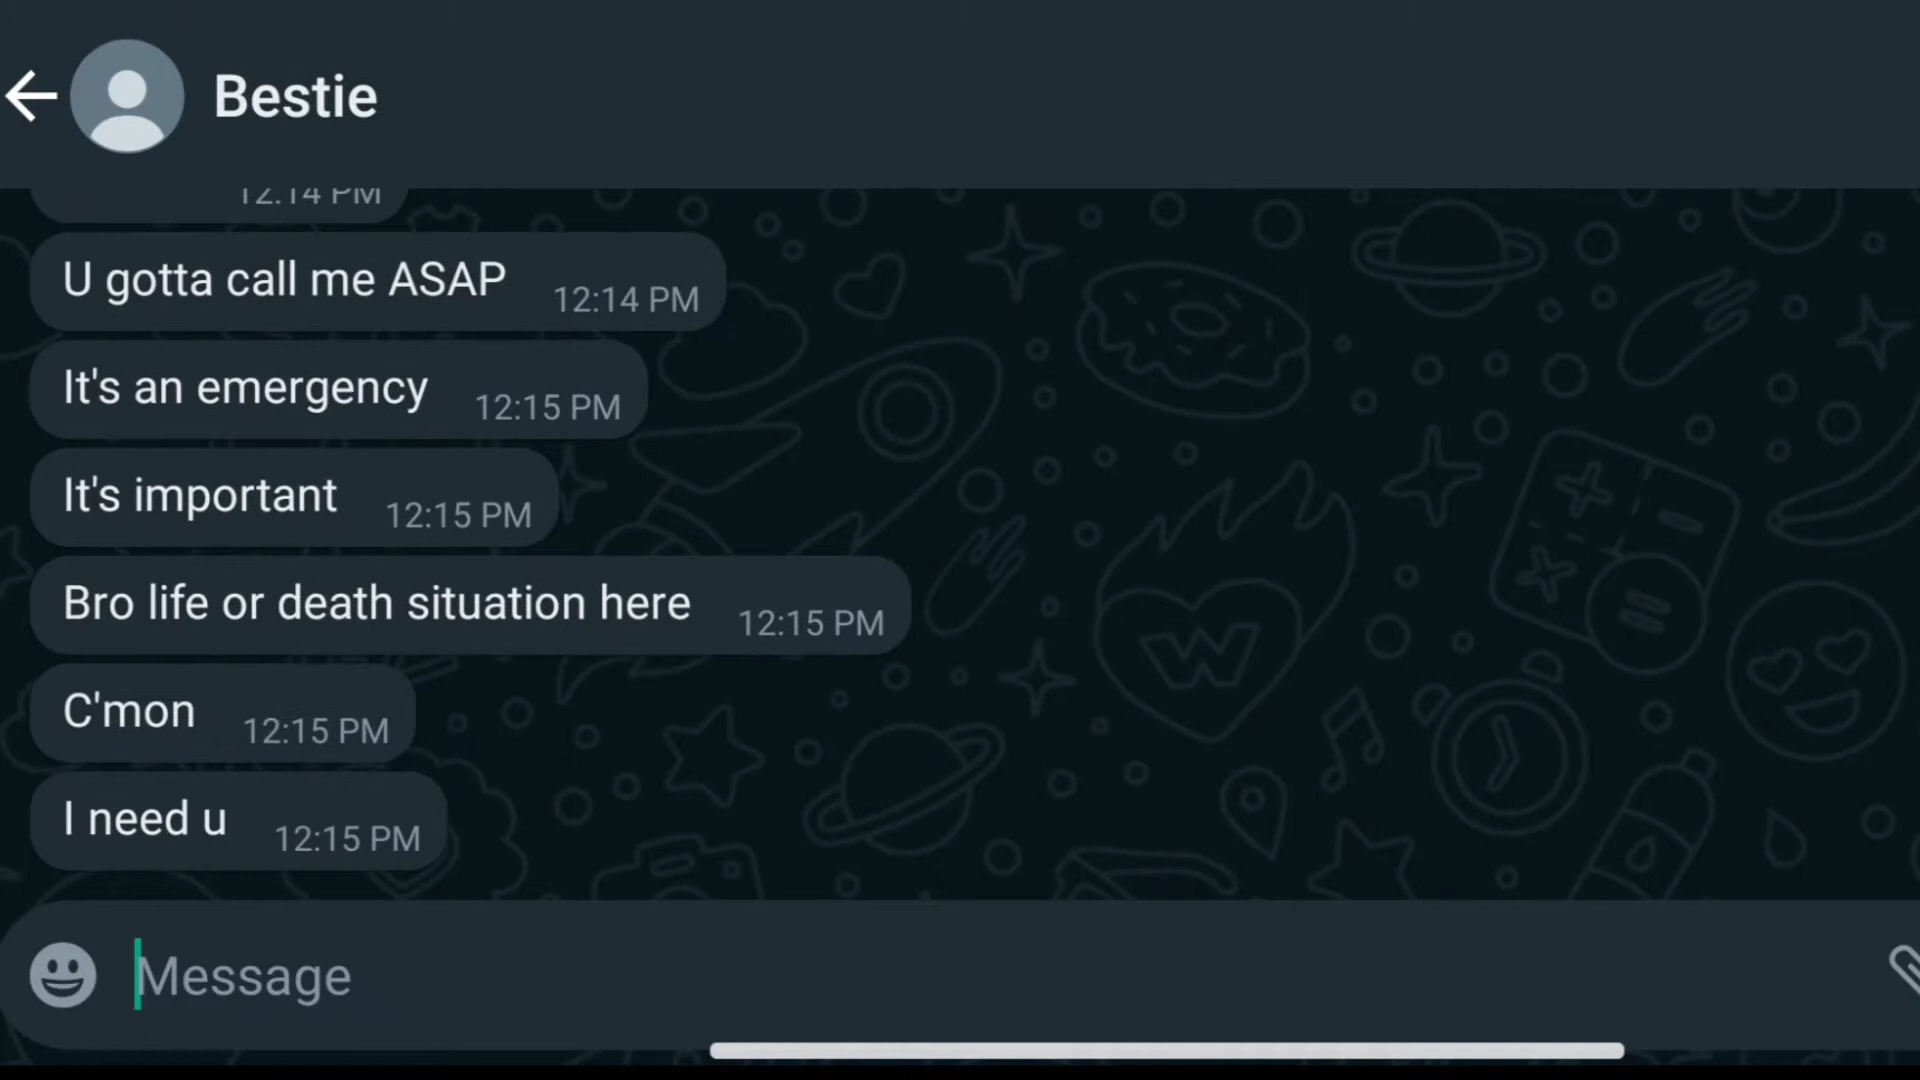 Bestie
12:14 PM
U gotta call me ASAP 12:14 PM
It's an emergency 12:15 PM
It's important 12:15 PM
Bro life or death situation here 12:15 PM
C'mon 12:15 PM
I need u 12:15 PM
Message